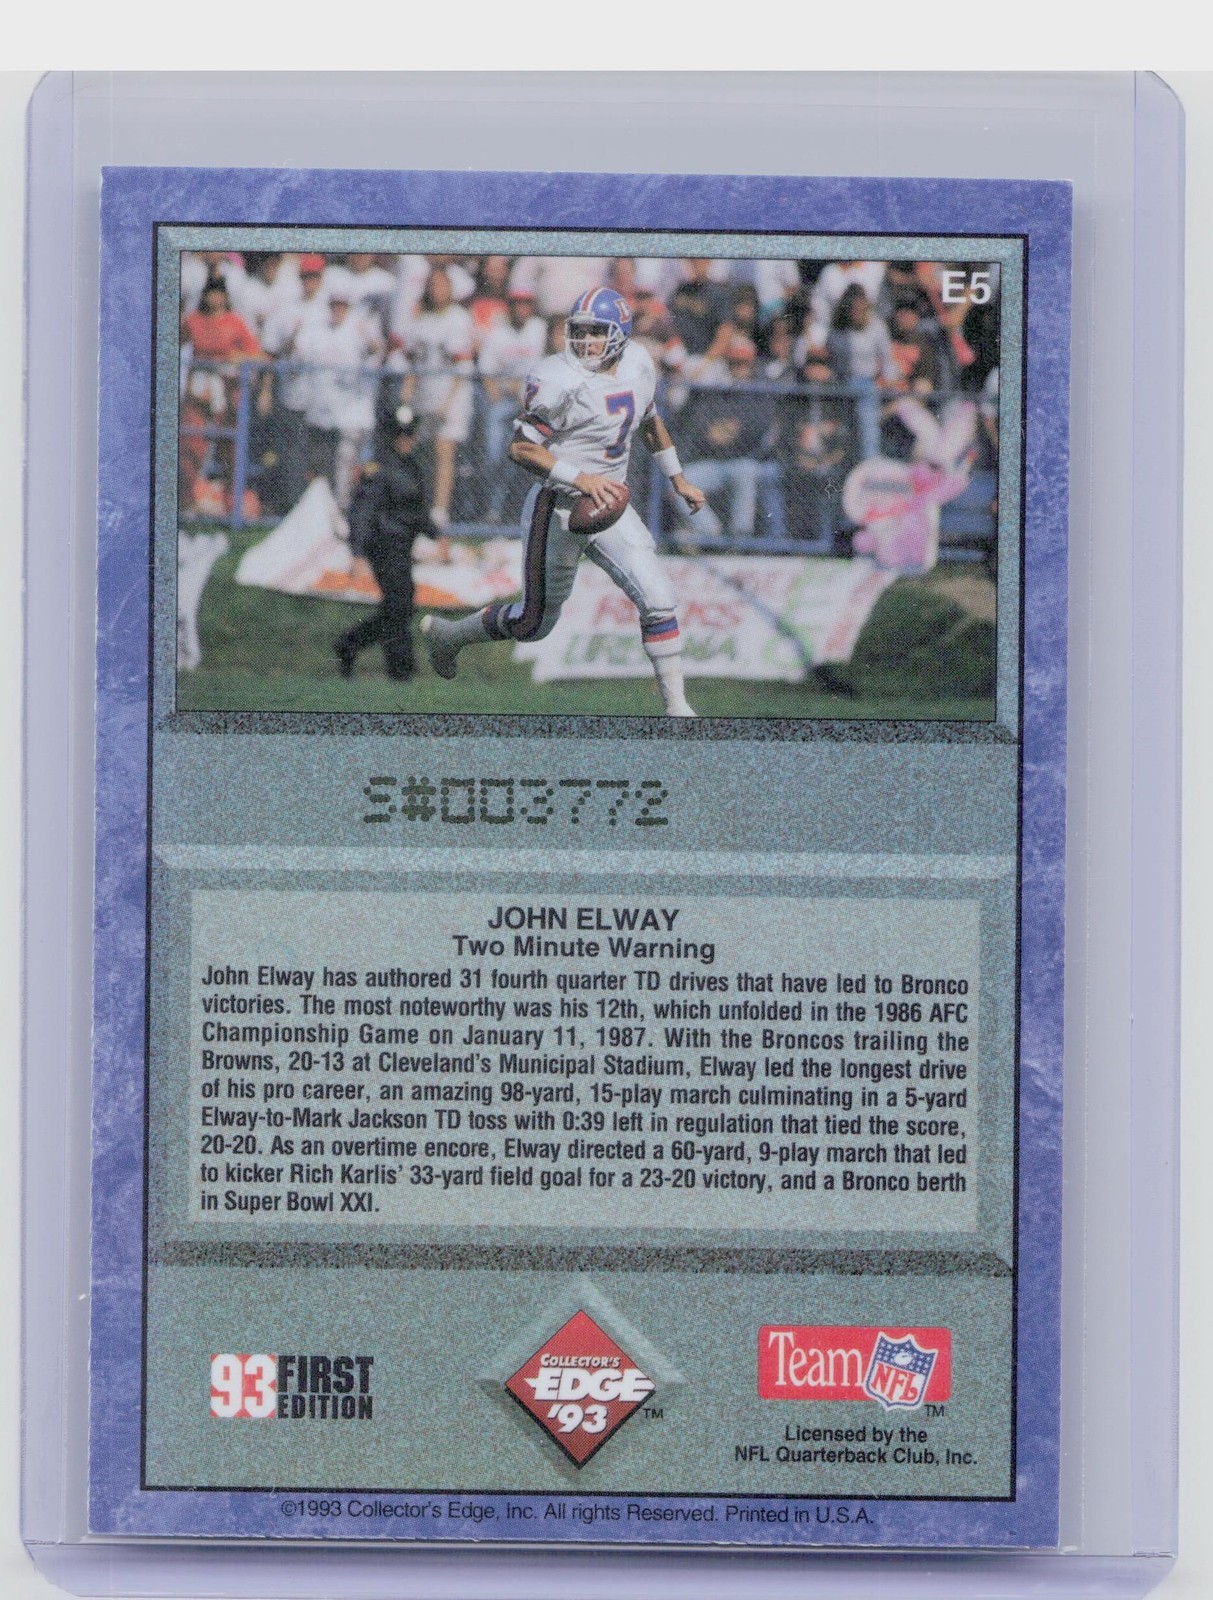 E5
7
7
S#003772
JOHN ELWAY
Two Minute Warning
John Elway has authored 31 fourth quarter TD drives that have led to Bronco
victories. The most noteworthy was his 12th, which unfolded in the 1986 AFC
Championship Game on January 11, 1987. With the Broncos trailing the
Browns, 20-13 at Cleveland's Municipal Stadium, Elway led the longest drive
of his pro career, an amazing 98-yard, 15-play march culminating in a 5-yard
Elway-to-Mark Jackson TD toss with 0:39 left in regulation that tied the score,
20-20. As an overtime encore, Elway directed a 60-yard, 9-play march that led
to kicker Rich Karlis' 33-yard field goal for a 23-20 victory, and a Bronco berth
in Super Bowl XXI.
93 FIRST
EDITION
COLLECTOR'S
EDGE
'93
TM
Team NFL
TM
Licensed by the
NFL Quarterback Club, Inc.
©1993 Collector's Edge, Inc. All rights Reserved. Printed in U.S.A.